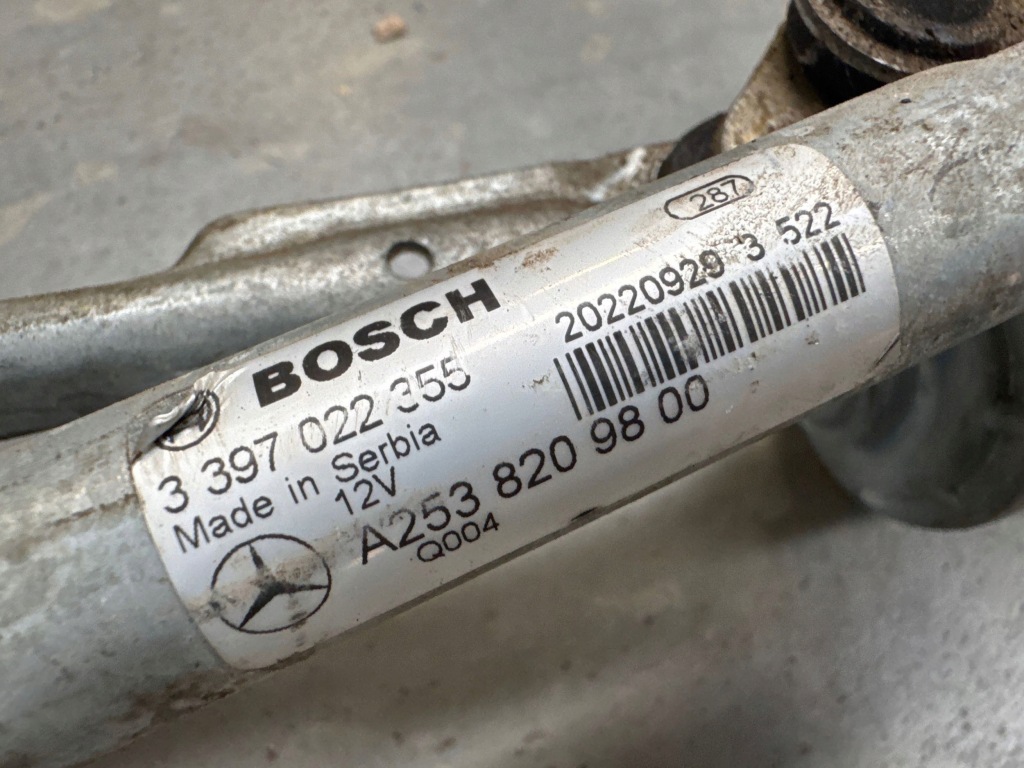 287
BOSCH
20220929 3 522
3 397 022 355
Made in Serbia
12V
A253 820 98 00
Q004